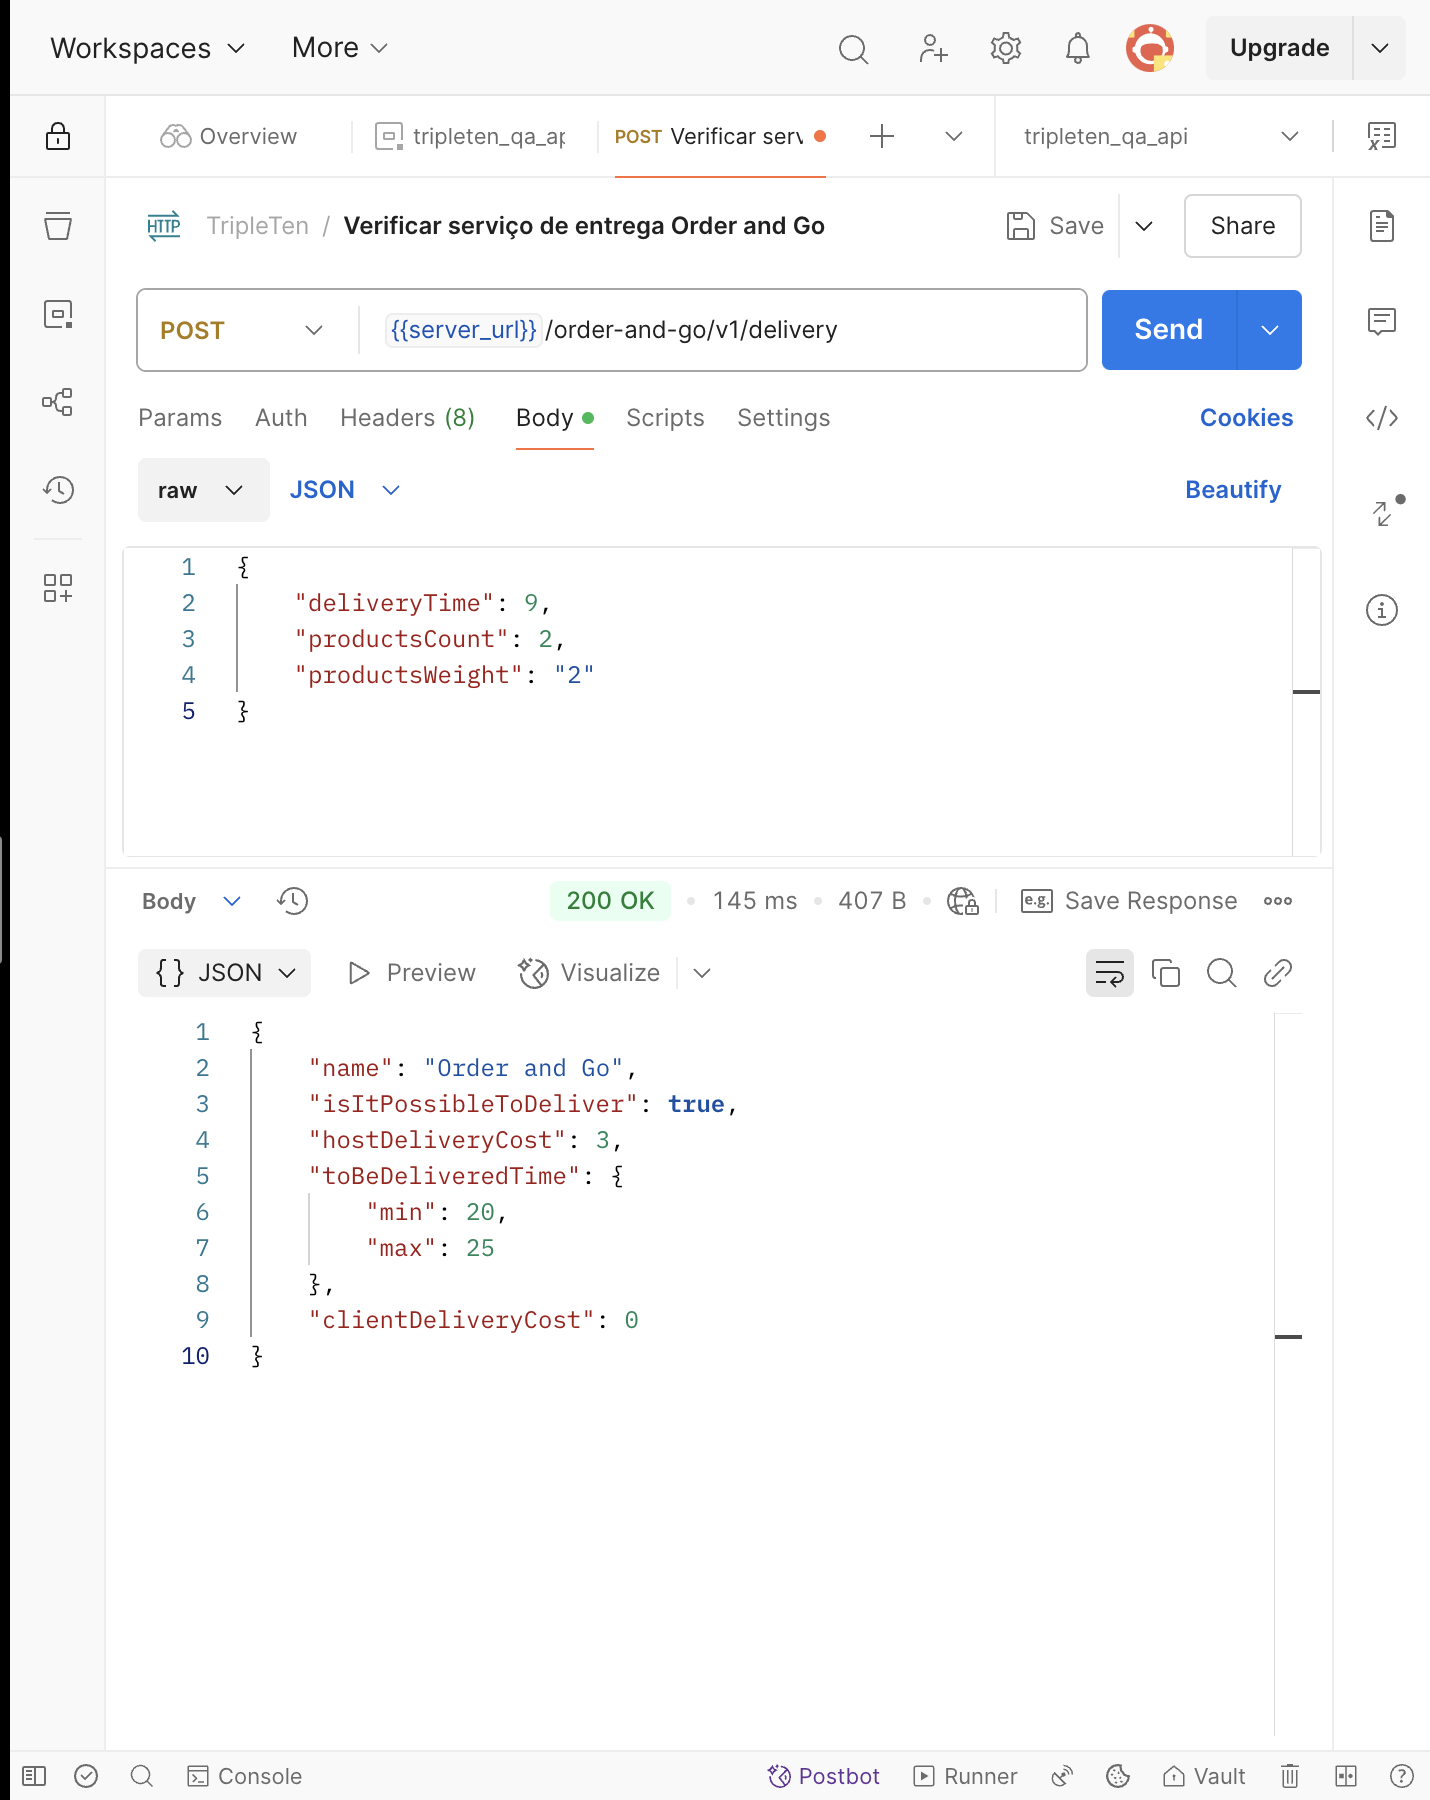 Workspaces More Upgrade
Overview tripleten_qa_ap POST Verificar serv tripleten_qa_api
HTTP TripleTen / Verificar serviço de entrega Order and Go Save Share
POST {{server_url}}/order-and-go/v1/delivery Send
Params Auth Headers (8) Body Scripts Settings Cookies
raw JSON Beautify
1 {
2 "deliveryTime": 9,
3 "productsCount": 2,
4 "productsWeight": "2"
5 }
Body 200 OK • 145 ms • 407 B • e.g. Save Response
{} JSON Preview Visualize
1 {
2 "name": "Order and Go",
3 "isItPossibleToDeliver": true,
4 "hostDeliveryCost": 3,
5 "toBeDeliveredTime": {
6 "min": 20,
7 "max": 25
8 },
9 "clientDeliveryCost": 0
10 }
Console Postbot Runner Vault